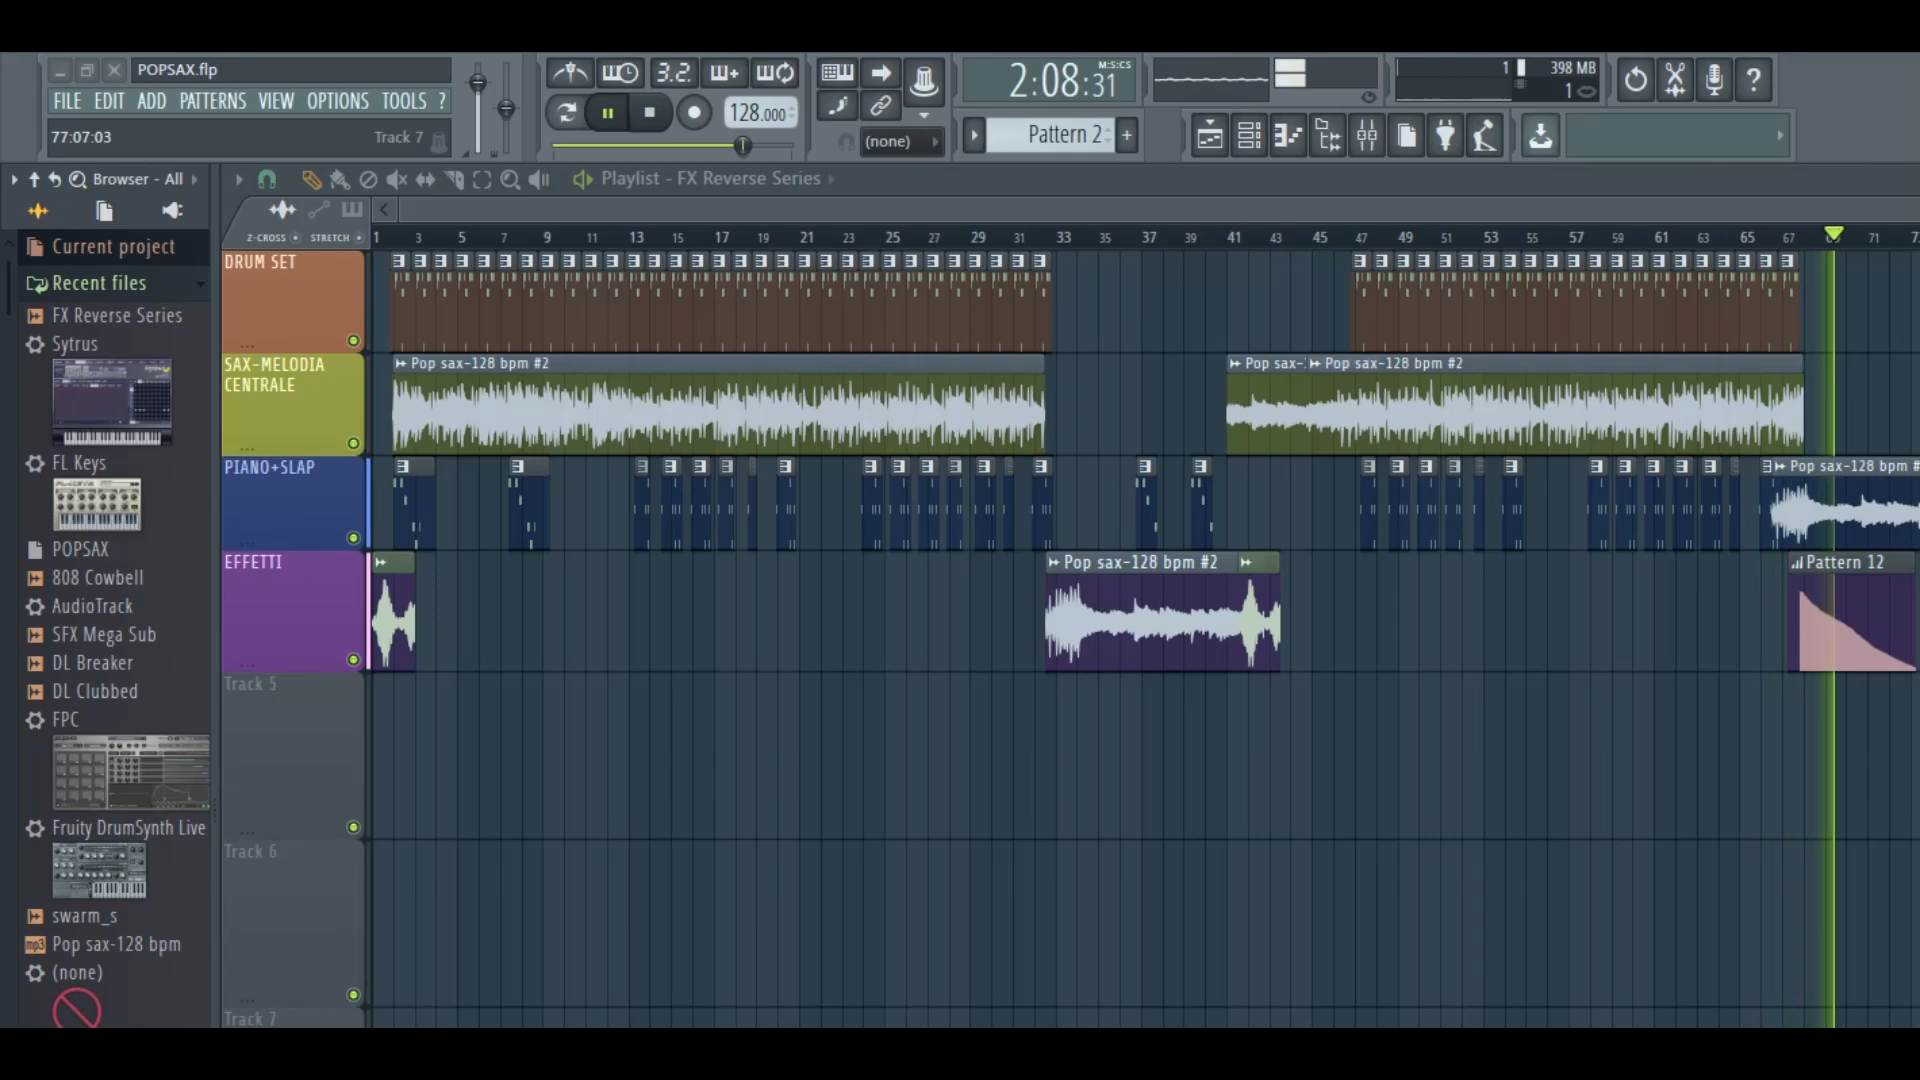 POPSAX.flp
FILE EDIT ADD PATTERNS VIEW OPTIONS TOOLS ?
77:07:03 Track 7
3.2.
128.000
(none)
2:08:31 M:S:CS
Pattern 2 +
1 398 MB
1
?
Browser - All
Playlist - FX Reverse Series
Z-CROSS STRETCH
1 3 5 7 9 11 13 15 17 19 21 23 25 27 29 31 33 35 37 39 41 43 45 47 49 51 53 55 57 59 61 63 65 67 71
Current project
Recent files
FX Reverse Series
Sytrus
FL Keys
POPSAX
808 Cowbell
AudioTrack
SFX Mega Sub
DL Breaker
DL Clubbed
FPC
Fruity DrumSynth Live
swarm_s
mp3 Pop sax-128 bpm
(none)
DRUM SET
SAX-MELODIA
CENTRALE
Pop sax-128 bpm #2
Pop sax-
Pop sax-128 bpm #2
PIANO+SLAP
Pop sax-128 bpm #
EFFETTI
Pop sax-128 bpm #2
Pattern 12
Track 5
Track 6
Track 7